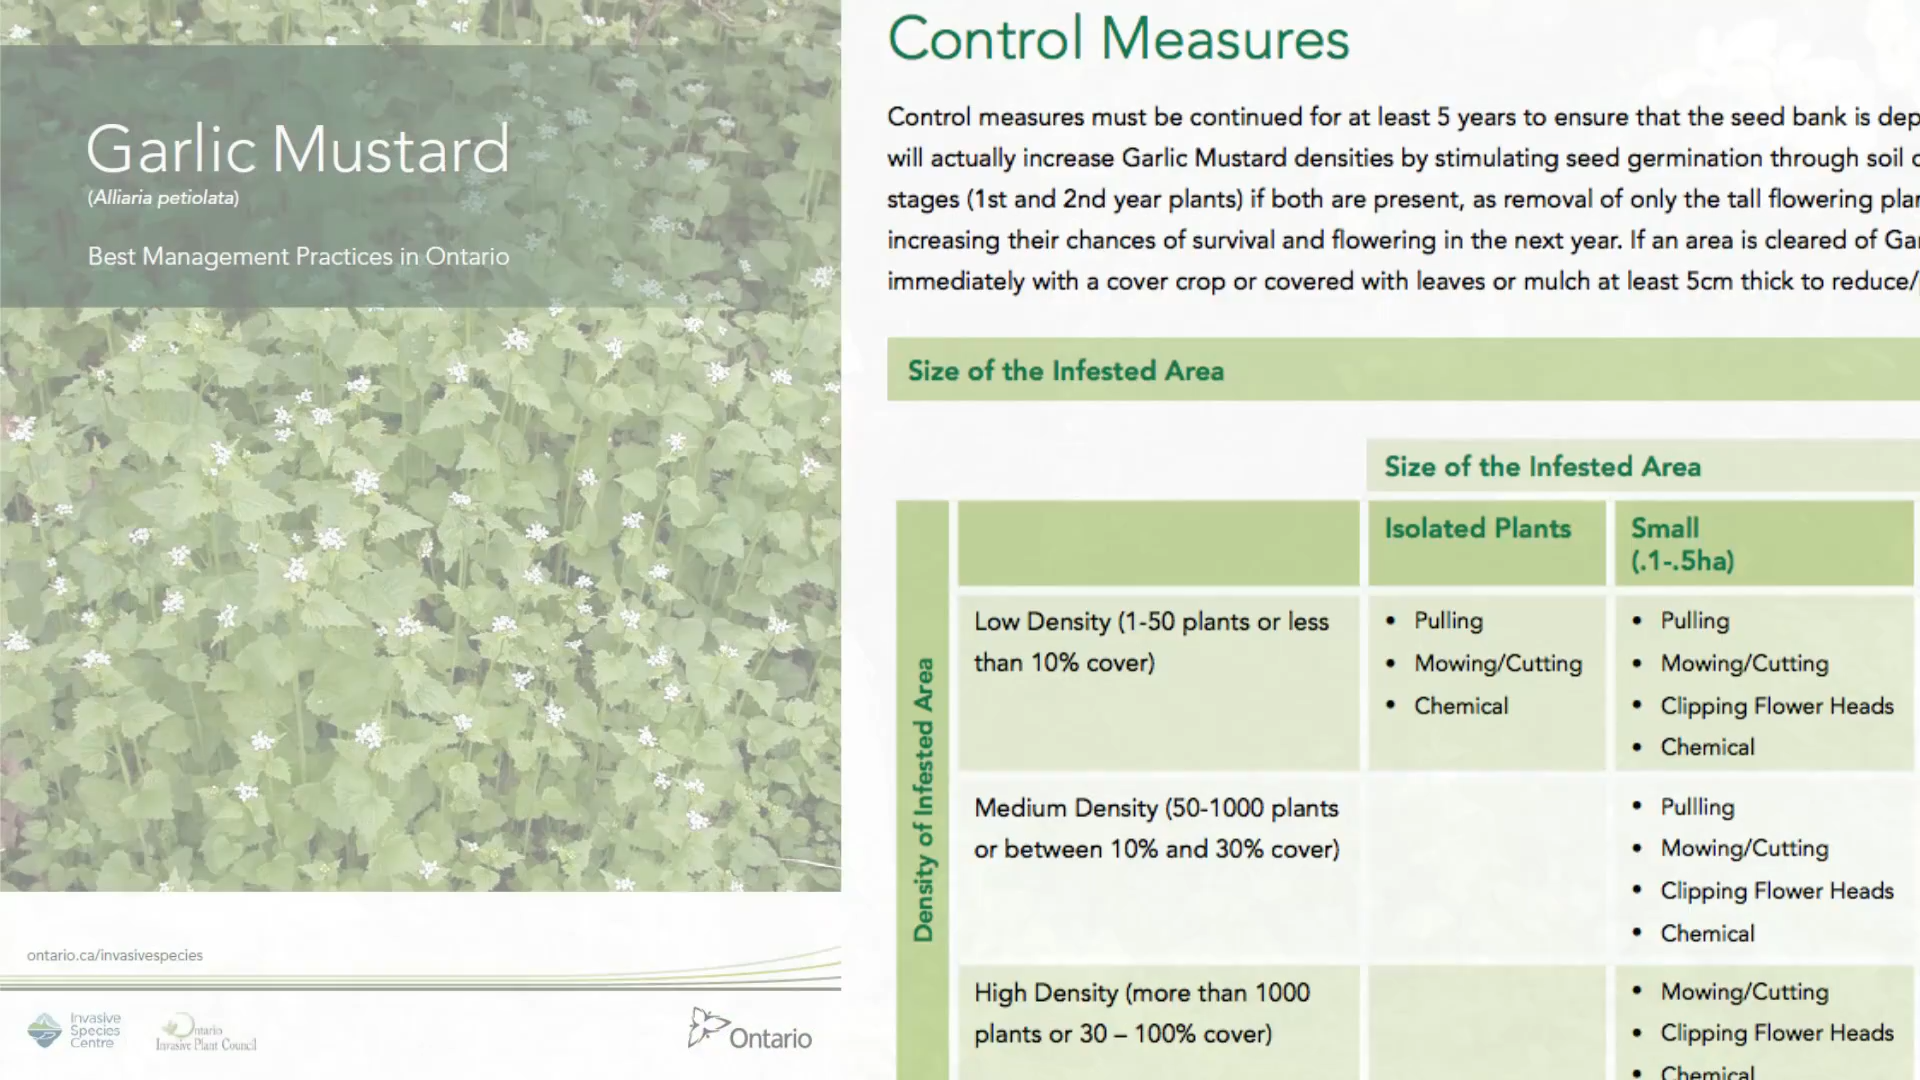 Garlic Mustard
(Alliaria petiolata)
Best Management Practices in Ontario
ontario.ca/invasivespecies
Invasive
Species
Centre
Ontario
Invasive Plant Council
Ontario
Control Measures
Control measures must be continued for at least 5 years to ensure that the seed bank is dep
will actually increase Garlic Mustard densities by stimulating seed germination through soil
stages (1st and 2nd year plants) if both are present, as removal of only the tall flowering plan
increasing their chances of survival and flowering in the next year. If an area is cleared of Gar
immediately with a cover crop or covered with leaves or mulch at least 5cm thick to reduce/
Size of the Infested Area
Size of the Infested Area
Isolated Plants
Small
(.1-.5ha)
Density of Infested Area
Low Density (1-50 plants or less
than 10% cover)
• Pulling
• Mowing/Cutting
• Chemical
• Pulling
• Mowing/Cutting
• Clipping Flower Heads
• Chemical
Medium Density (50-1000 plants
or between 10% and 30% cover)
• Pullling
• Mowing/Cutting
• Clipping Flower Heads
• Chemical
High Density (more than 1000
plants or 30 – 100% cover)
• Mowing/Cutting
• Clipping Flower Heads
Chemical